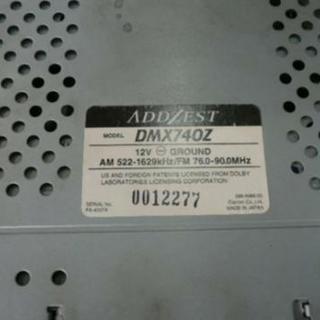 ADDZEST
MODEL DMX740Z
12V ⊖ GROUND
AM 522-1629kHz/FM 76.0-90.0MHz
US AND FOREIGN PATENTS LICENSED FROM DOLBY
LABORATORIES LICENSING CORPORATION
SERIAL No.
0012277
Clarion Co., Ltd.
MADE IN JAPAN